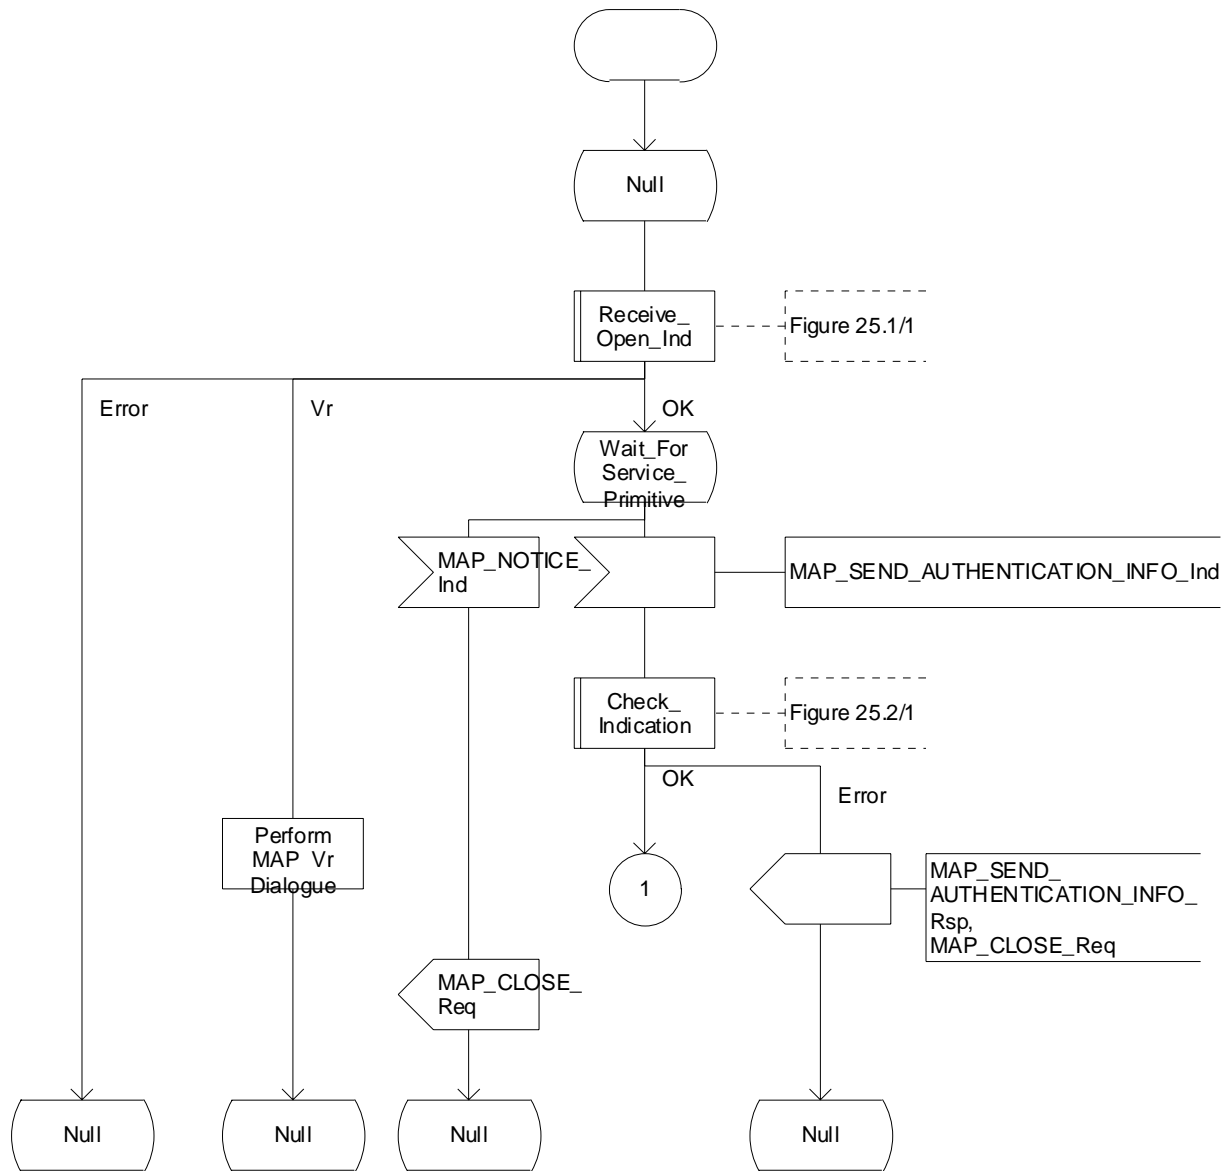 Null
Receive_
Open_Ind
Figure 25.1/1
Error
Vr
OK
Wait_For
Service_
Primitive
MAP_NOTICE_
Ind
MAP_SEND_AUTHENTICATION_INFO_Ind
Check_
Indication
Figure 25.2/1
OK
Error
Perform
MAP Vr
Dialogue
1
MAP_SEND_
AUTHENTICATION_INFO_
Rsp,
MAP_CLOSE_Req
MAP_CLOSE_
Req
Null
Null
Null
Null